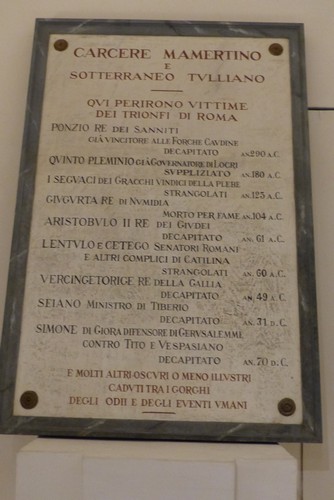 CARCERE MAMERTINO
E
SOTTERRANEO TVLLIANO
QVI PERIRONO VITTIME
DEI TRIONFI DI ROMA
PONZIO RE DEI SANNITI
GIÀ VINCITORE ALLE FORCHE CAVDINE
DECAPITATO AN. 290 A.C.
QVINTO PLEMINIO GIÀ GOVERNATORE DI LOCRI
SVPPLIZIATO AN. 180 A.C.
I SEGVACI DEI GRACCHI VINDICI DELLA PLEBE
STRANGOLATI AN. 123 A.C.
GIVGVRTA RE DI NVMIDIA
MORTO PER FAME AN. 104 A.C.
ARISTOBVLO II RE DEI GIVDEI
DECAPITATO AN. 61 A.C.
LENTVLO E CETEGO SENATORI ROMANI
E ALTRI COMPLICI DI CATILINA
STRANGOLATI AN. 60 A.C.
VERCINGETORIGE RE DELLA GALLIA
DECAPITATO AN. 49 A.C.
SEIANO MINISTRO DI TIBERIO
DECAPITATO AN. 31 D.C.
SIMONE DI GIORA DIFENSORE DI GERVSALEMME
CONTRO TITO E VESPASIANO
DECAPITATO AN. 70 D.C.
E MOLTI ALTRI OSCVRI O MENO ILLVSTRI
CADVTI TRA I GORGHI
DEGLI ODII E DEGLI EVENTI VMANI